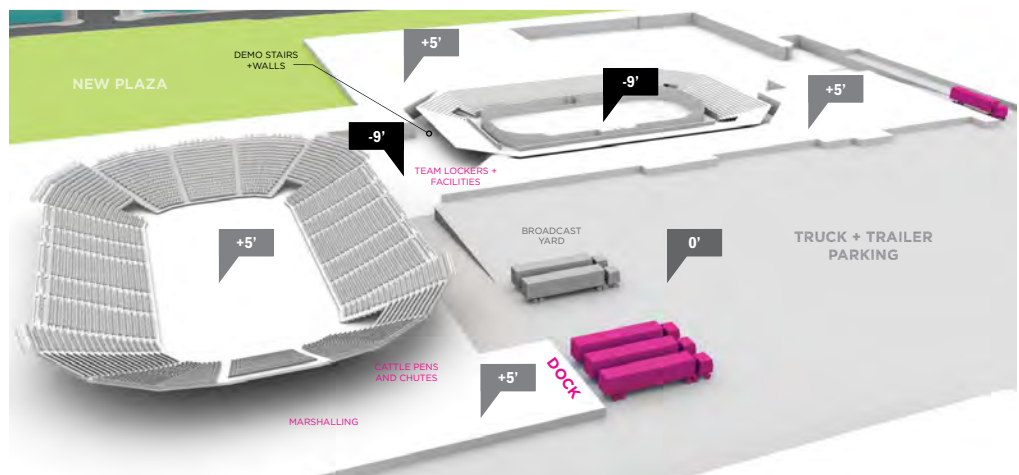 +5'
DEMO STAIRS
+WALLS
NEW PLAZA
-9'
+5'
-9'
TEAM LOCKERS +
FACILITIES
BROADCAST
YARD
+5'
0'
TRUCK + TRAILER
PARKING
CATTLE PENS
AND CHUTES
+5'
DOCK
MARSHALLING